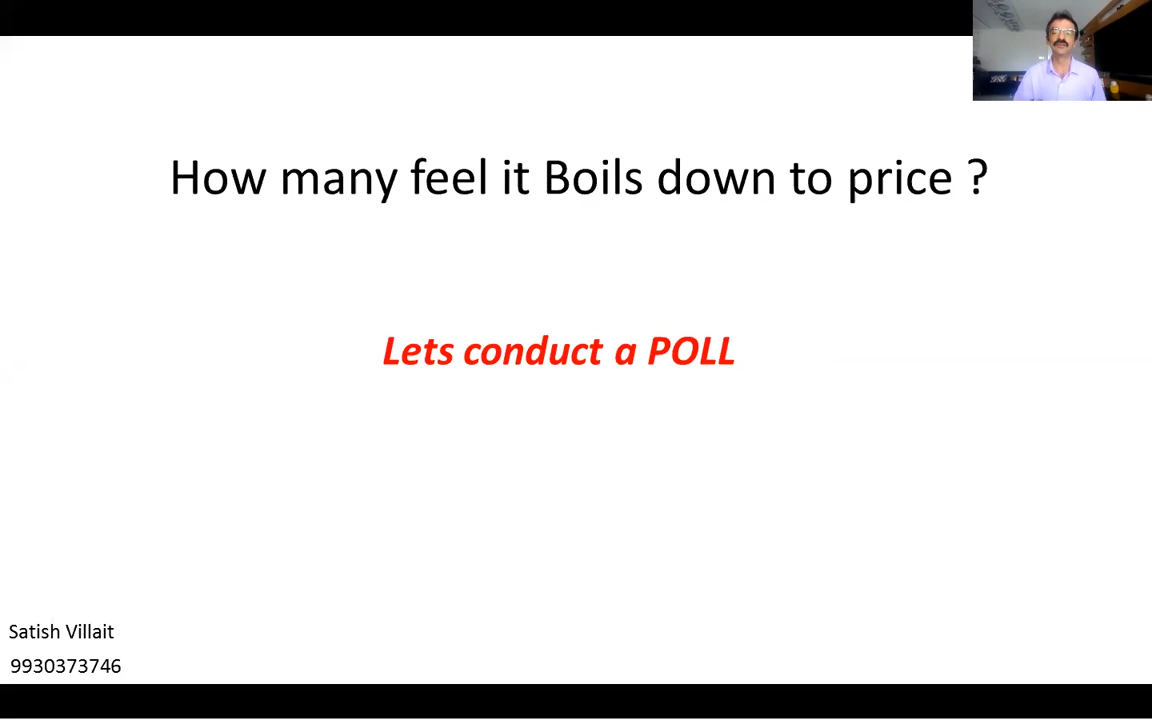 How many feel it Boils down to price ?
Lets conduct a POLL
Satish Villait
9930373746